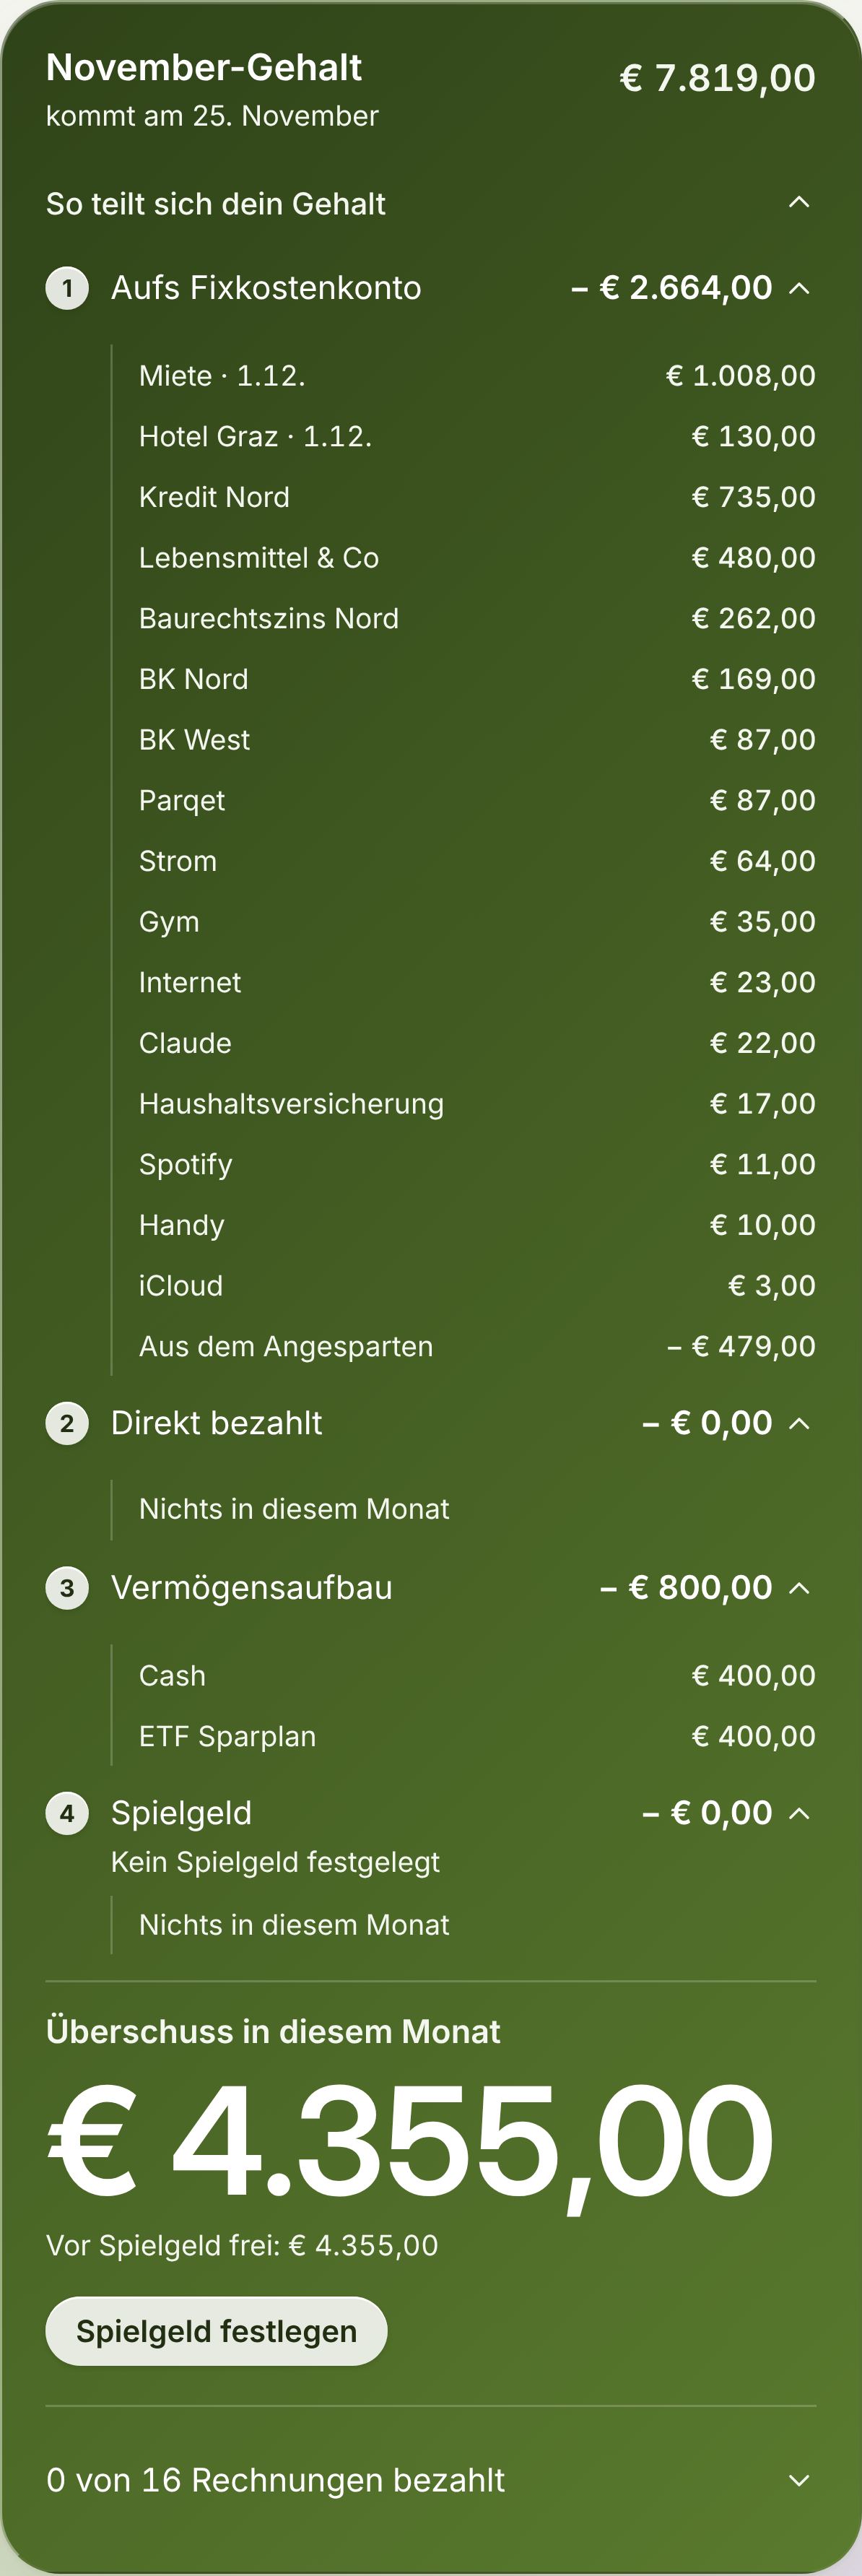 November-Gehalt
€ 7.819,00
kommt am 25. November
So teilt sich dein Gehalt
1 Aufs Fixkostenkonto – € 2.664,00
Miete · 1.12. € 1.008,00
Hotel Graz · 1.12. € 130,00
Kredit Nord € 735,00
Lebensmittel & Co € 480,00
Baurechtszins Nord € 262,00
BK Nord € 169,00
BK West € 87,00
Parqet € 87,00
Strom € 64,00
Gym € 35,00
Internet € 23,00
Claude € 22,00
Haushaltsversicherung € 17,00
Spotify € 11,00
Handy € 10,00
iCloud € 3,00
Aus dem Angesparten – € 479,00
2 Direkt bezahlt – € 0,00
Nichts in diesem Monat
3 Vermögensaufbau – € 800,00
Cash € 400,00
ETF Sparplan € 400,00
4 Spielgeld – € 0,00
Kein Spielgeld festgelegt
Nichts in diesem Monat
Überschuss in diesem Monat
€ 4.355,00
Vor Spielgeld frei: € 4.355,00
Spielgeld festlegen
0 von 16 Rechnungen bezahlt